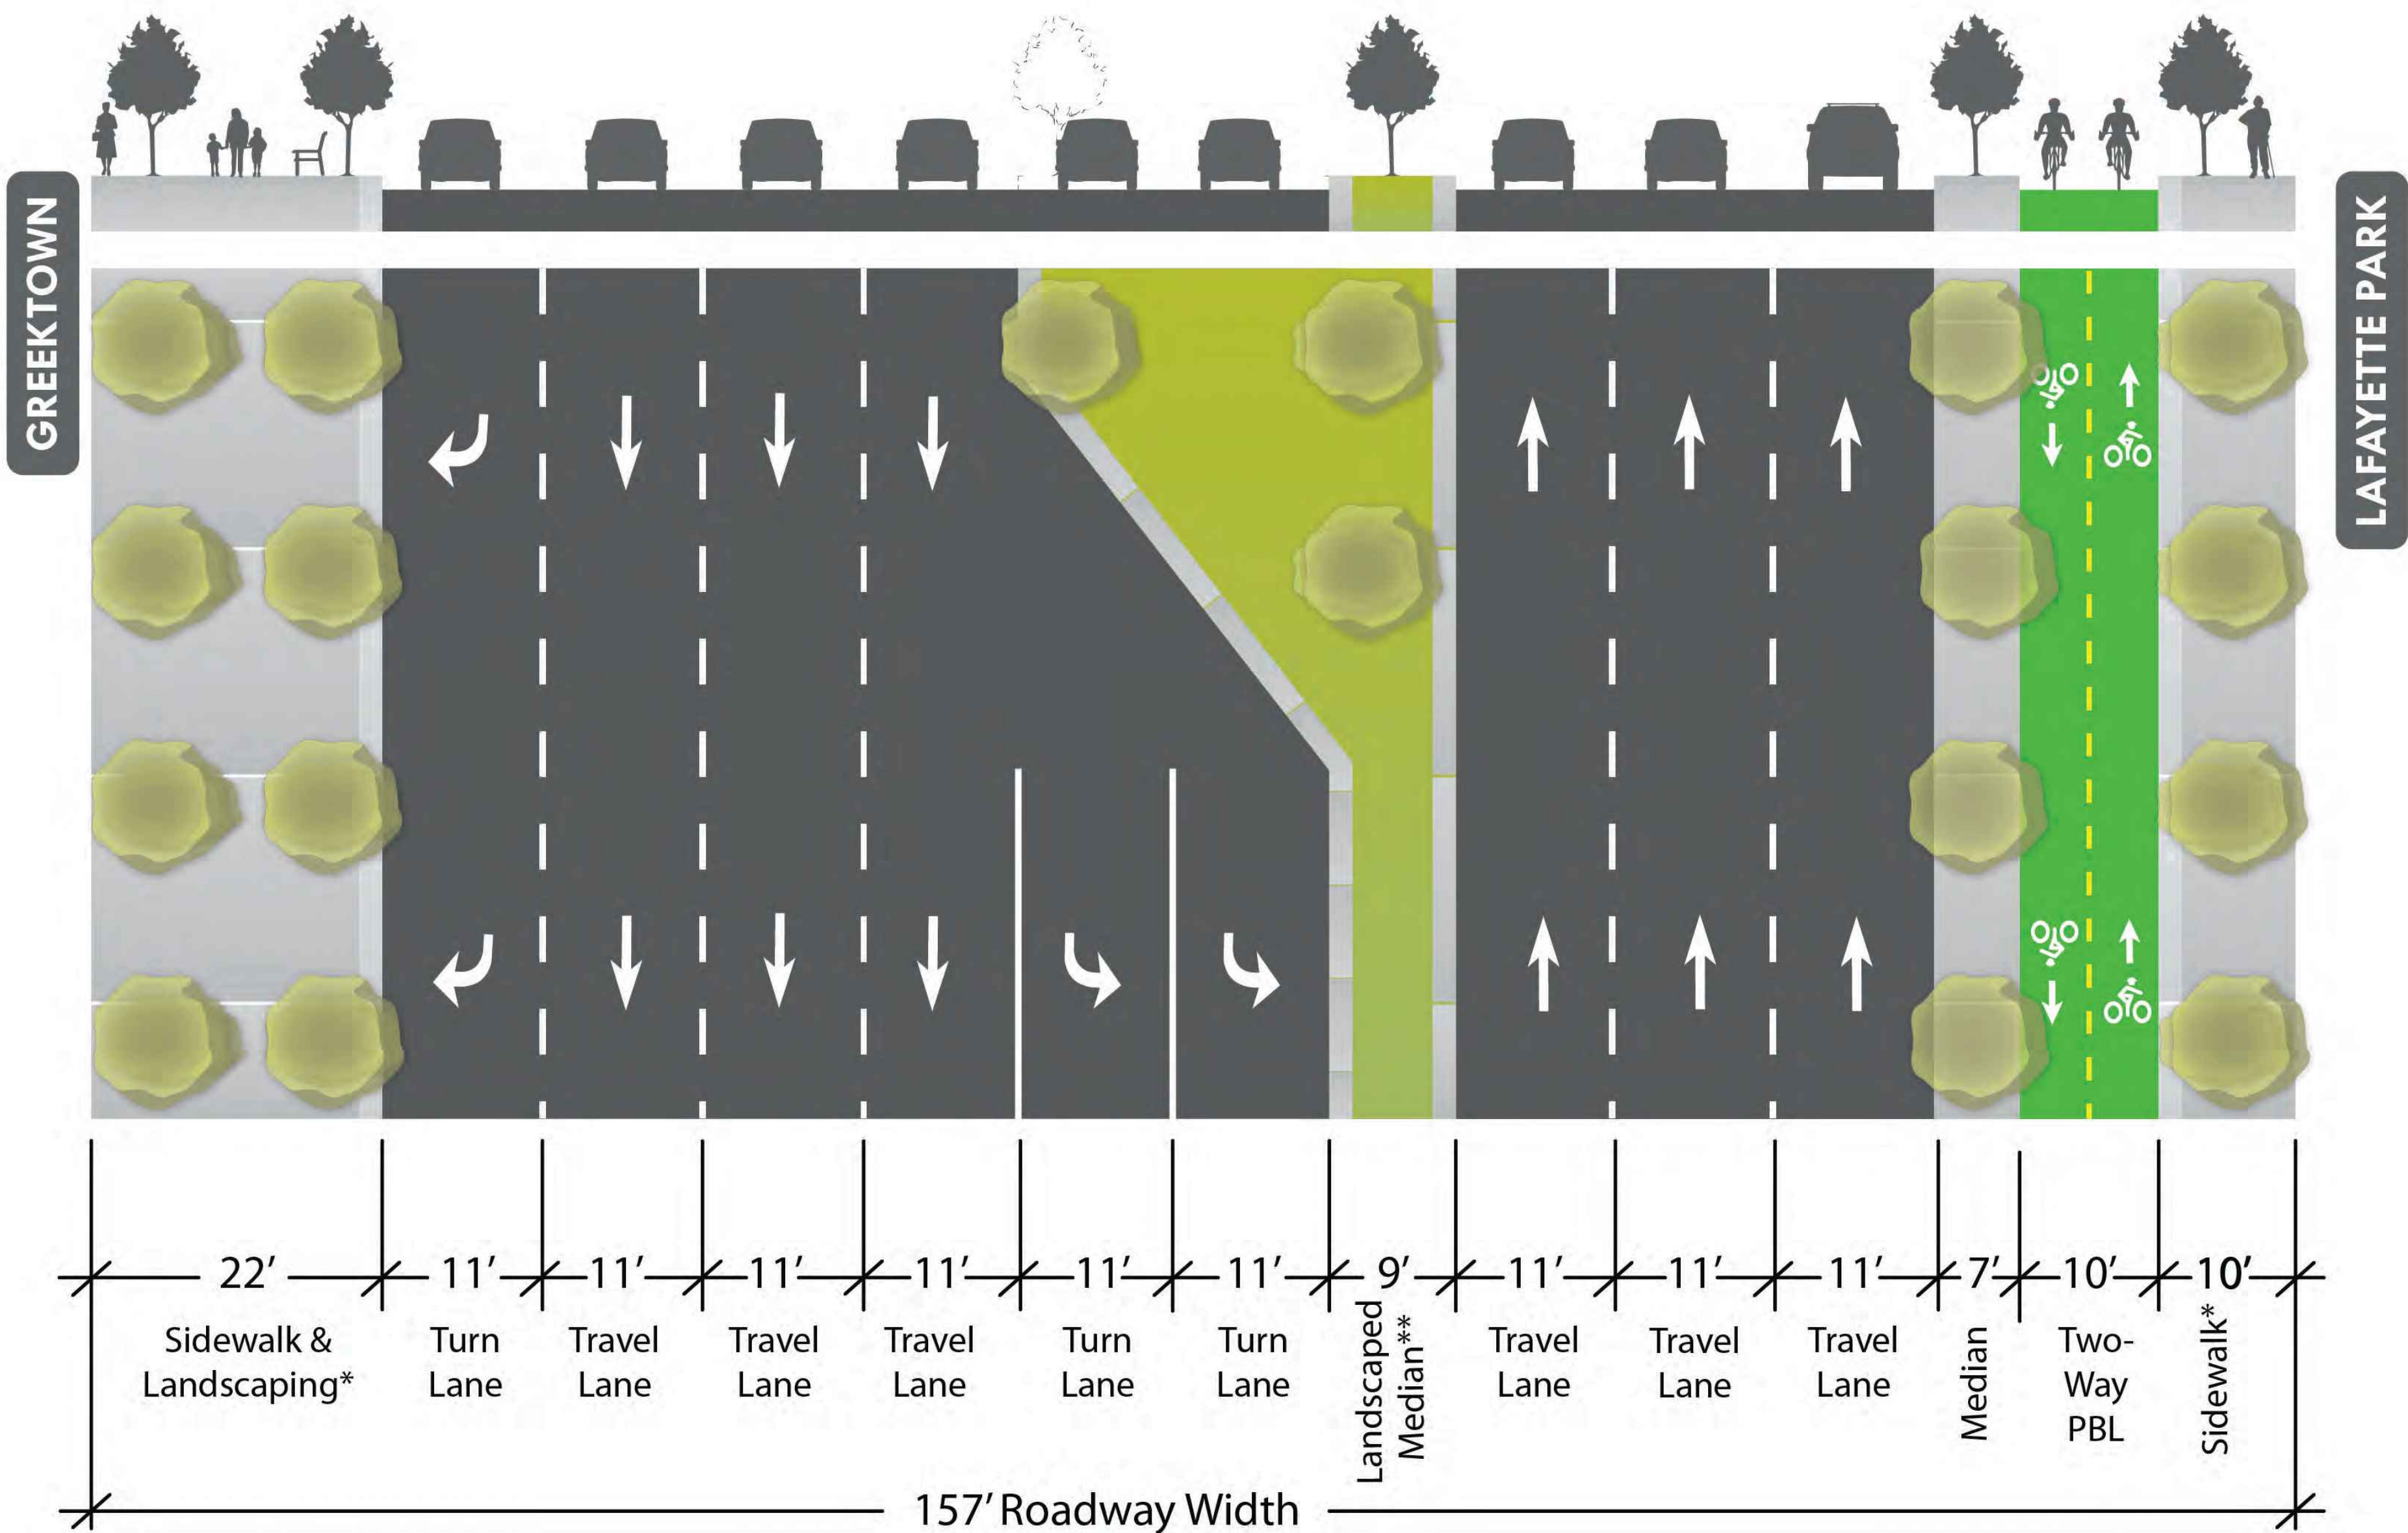 GREEKTOWN
LAFAYETTE PARK
22′
11′
11′
11′
11′
11′
11′
9′
11′
11′
11′
7′
10′
10′
Sidewalk &
Landscaping*
Turn
Lane
Travel
Lane
Travel
Lane
Travel
Lane
Turn
Lane
Turn
Lane
Landscaped
Median**
Travel
Lane
Travel
Lane
Travel
Lane
Median
Two-
Way
PBL
Sidewalk*
157′ Roadway Width